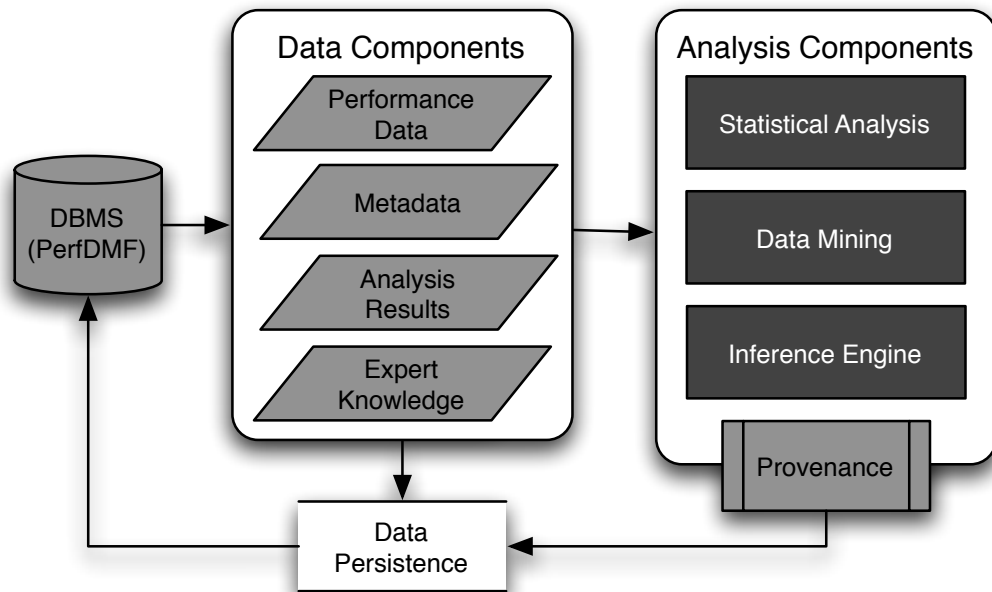 Data Components
Performance
Data
Metadata
Analysis
Results
Expert
Knowledge
Analysis Components
Statistical Analysis
Data Mining
Inference Engine
Provenance
DBMS
(PerfDMF)
Data
Persistence